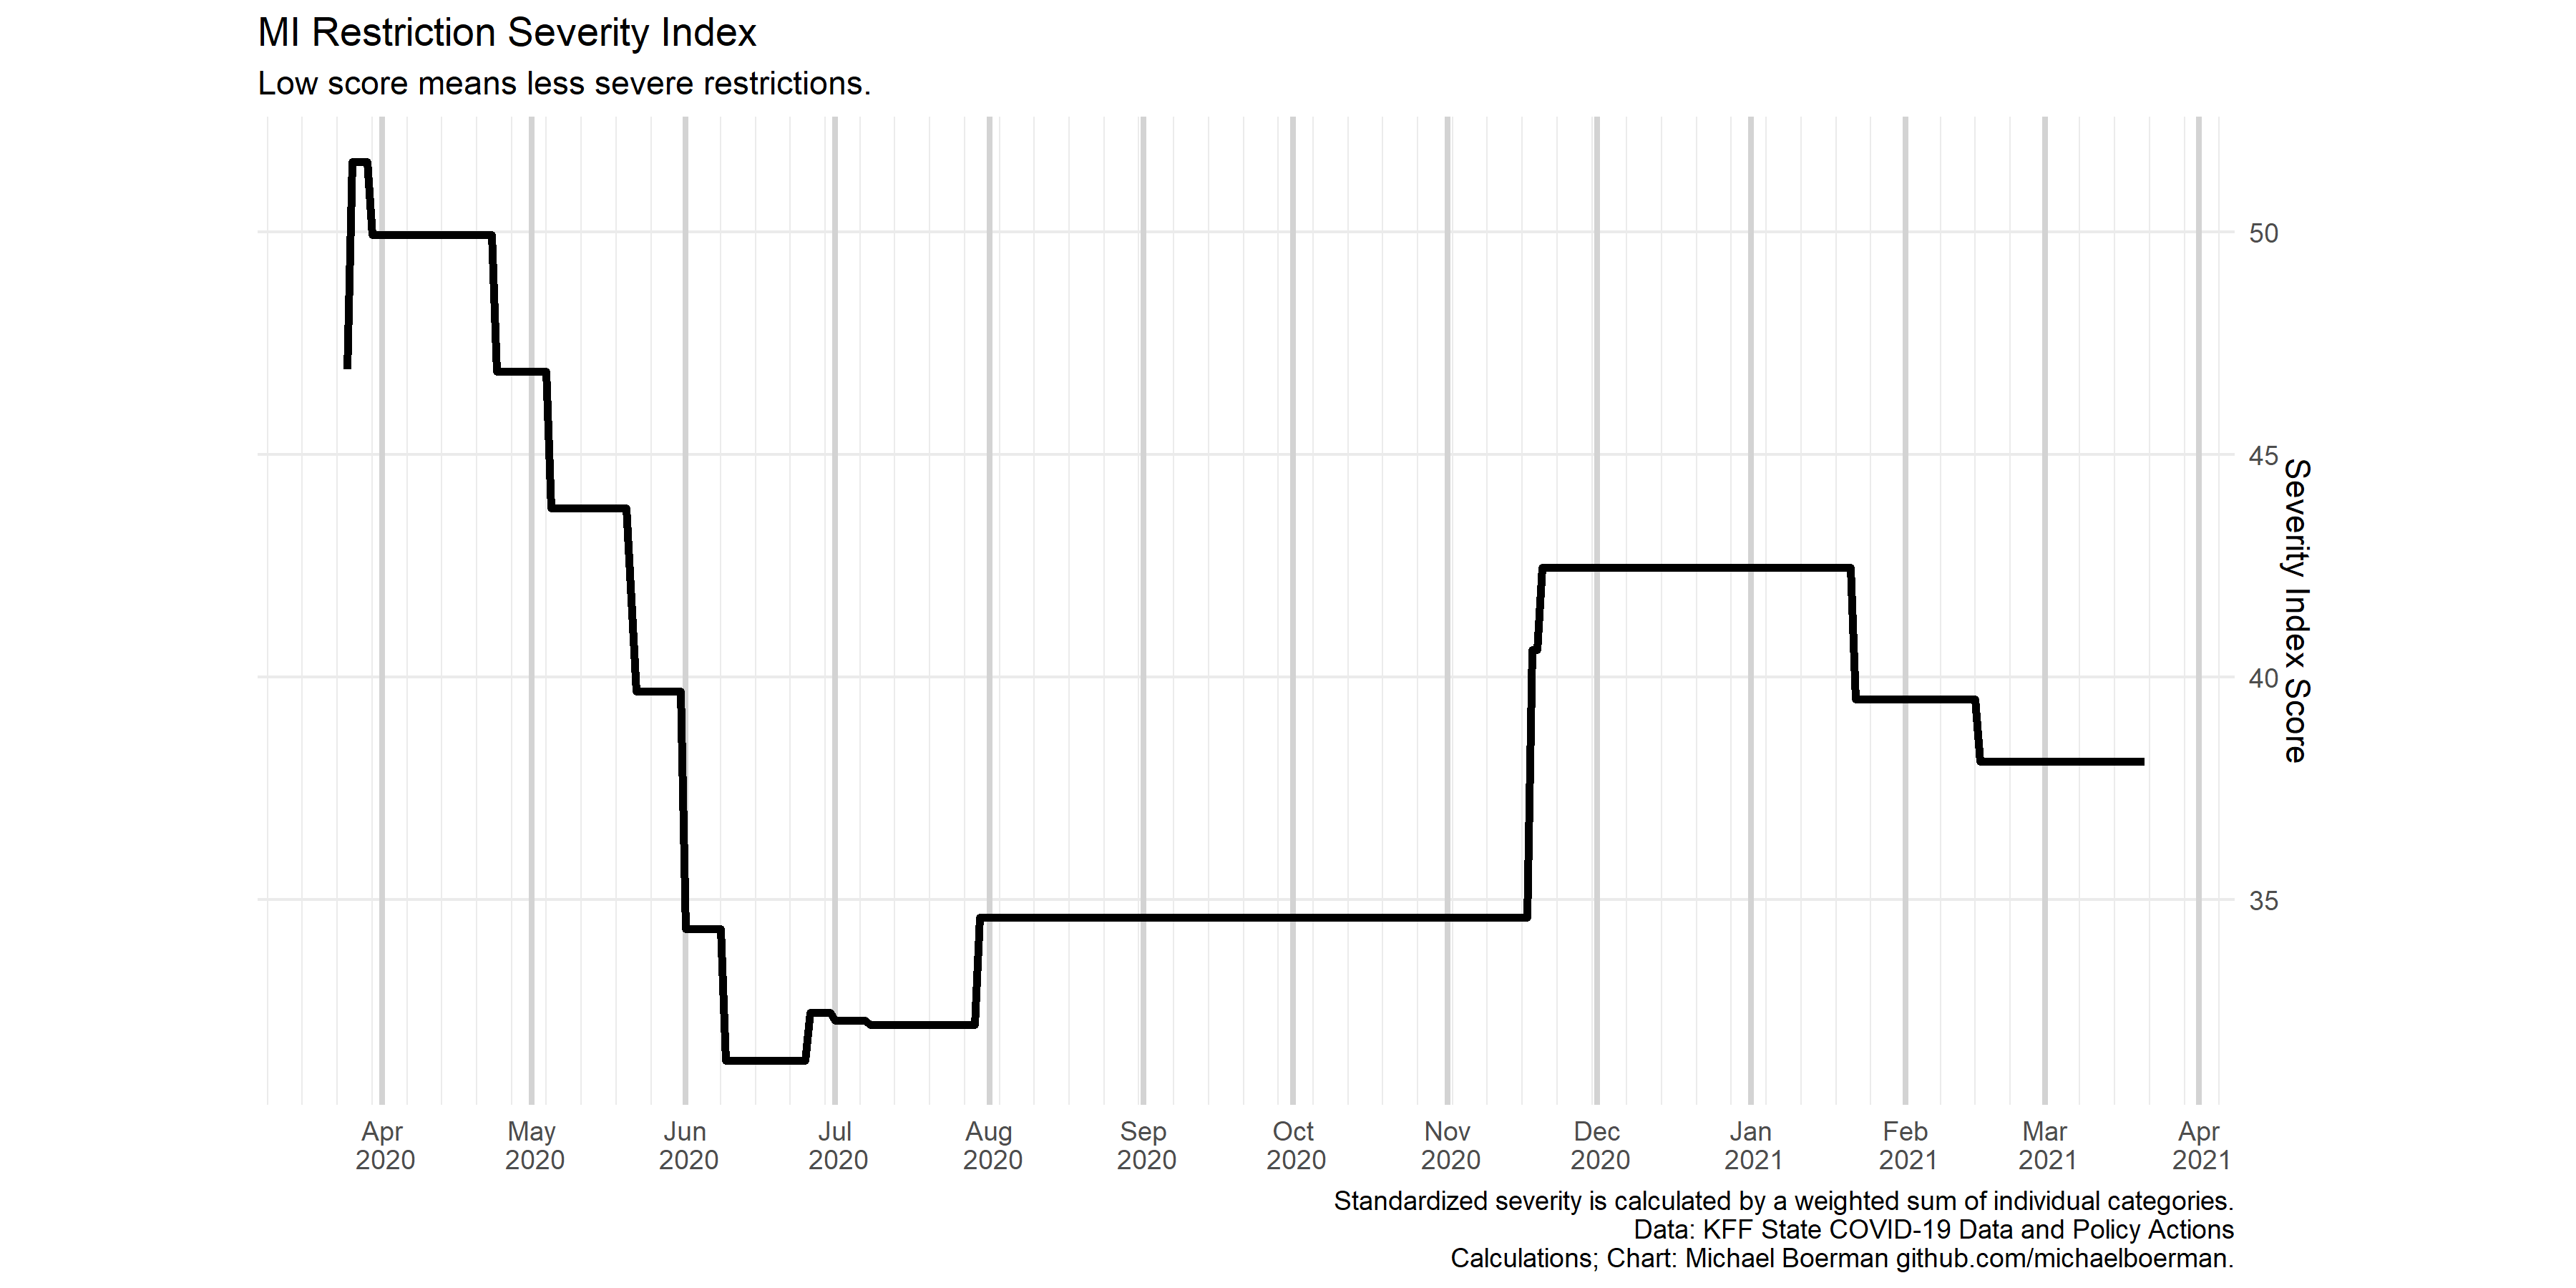 MI Restriction Severity Index
Low score means less severe restrictions.
50
45
40
35
Severity Index Score
Apr
2020
May
2020
Jun
2020
Jul
2020
Aug
2020
Sep
2020
Oct
2020
Nov
2020
Dec
2020
Jan
2021
Feb
2021
Mar
2021
Apr
2021
Standardized severity is calculated by a weighted sum of individual categories.
Data: KFF State COVID-19 Data and Policy Actions
Calculations; Chart: Michael Boerman github.com/michaelboerman.